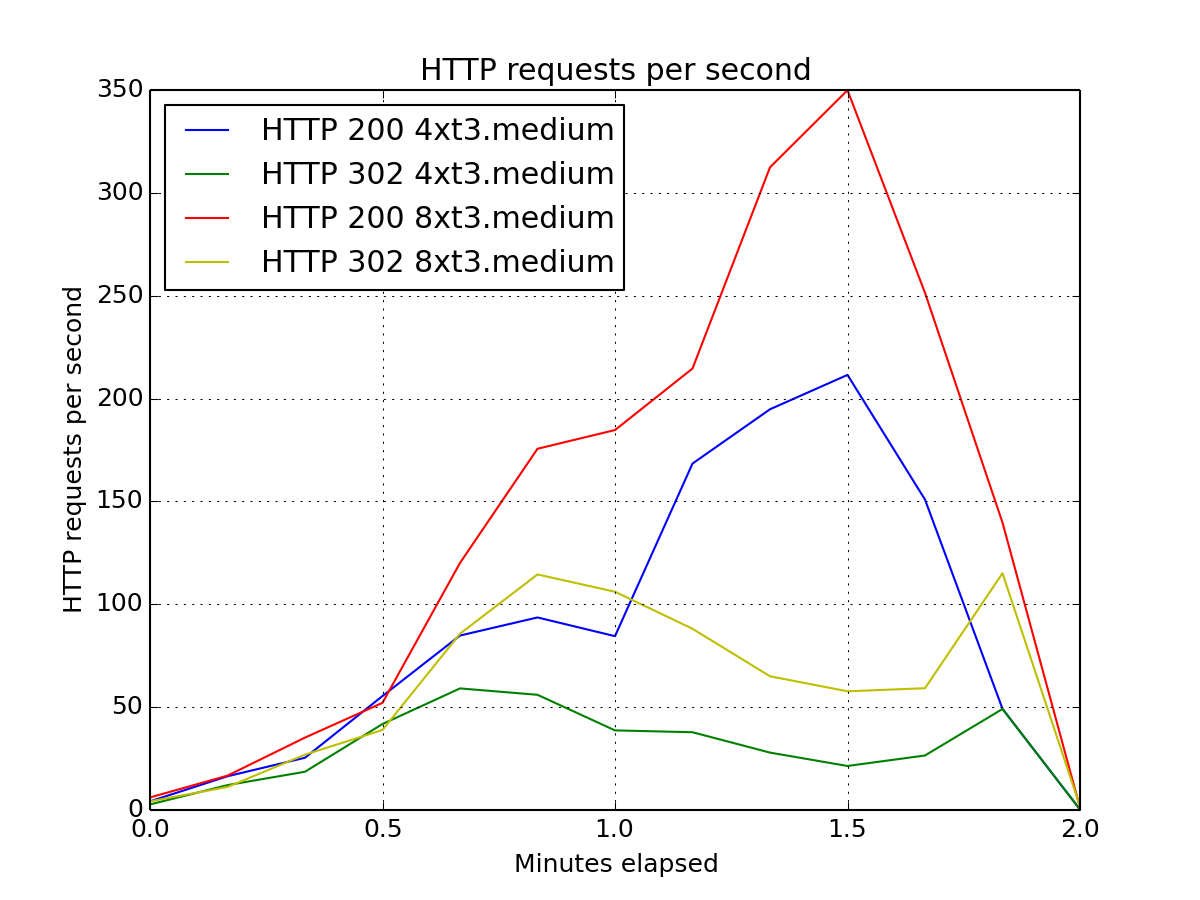 HTTP requests per second
350
300
250
200
150
100
50
0
HTTP requests per second
HTTP 200 4xt3.medium
HTTP 302 4xt3.medium
HTTP 200 8xt3.medium
HTTP 302 8xt3.medium
0.0 0.5 1.0 1.5 2.0
Minutes elapsed